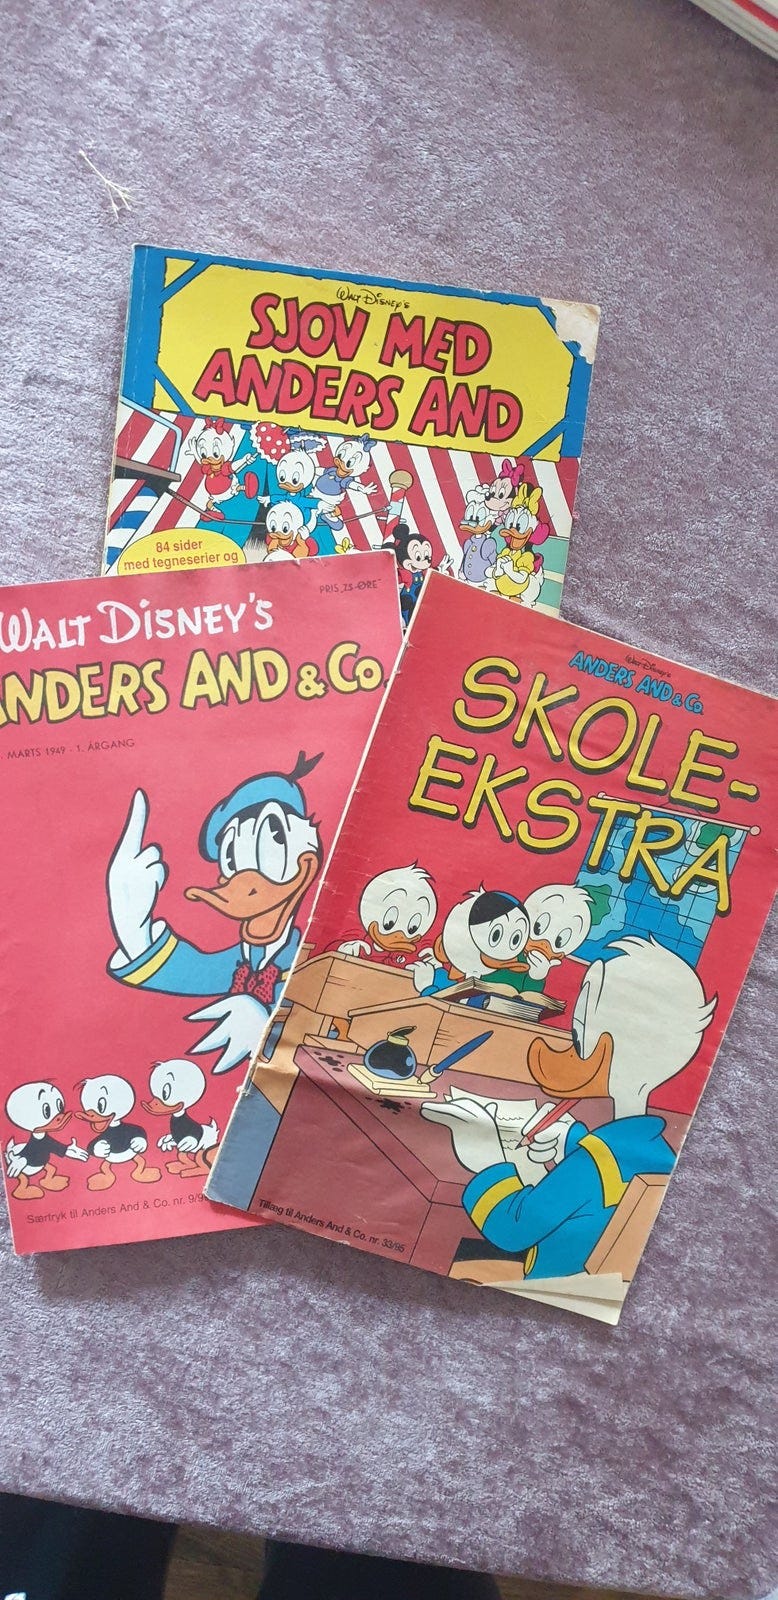 Walt Disney's
SJOV MED
ANDERS AND
84 sider
med tegneserier og
PRIS 75 ØRE
WALT DISNEY'S
ANDERS AND & Co.
MARTS 1949 - 1. ÅRGANG
Særtryk til Anders And & Co. nr. 9/9
Walt Disney's
ANDERS AND & Co.
SKOLE-
EKSTRA
Tillæg til Anders And & Co. nr. 33/95